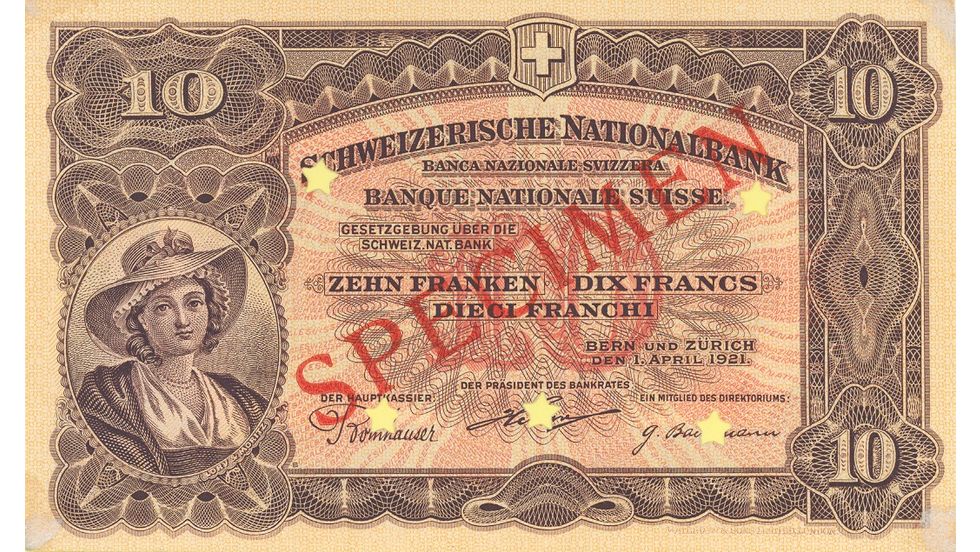 10
10
SCHWEIZERISCHE NATIONALBANK
BANCA NAZIONALE SVIZZERA
BANQUE NATIONALE SUISSE.
GESETZGEBUNG ÜBER DIE
SCHWEIZ. NAT. BANK
ZEHN FRANKEN DIX FRANCS
DIECI FRANCHI
SPECIMEN
BERN UND ZÜRICH
DEN 1. APRIL 1921.
DER HAUPTKASSIER:
DER PRÄSIDENT DES BANKRATES
EIN MITGLIED DES DIREKTORIUMS:
10